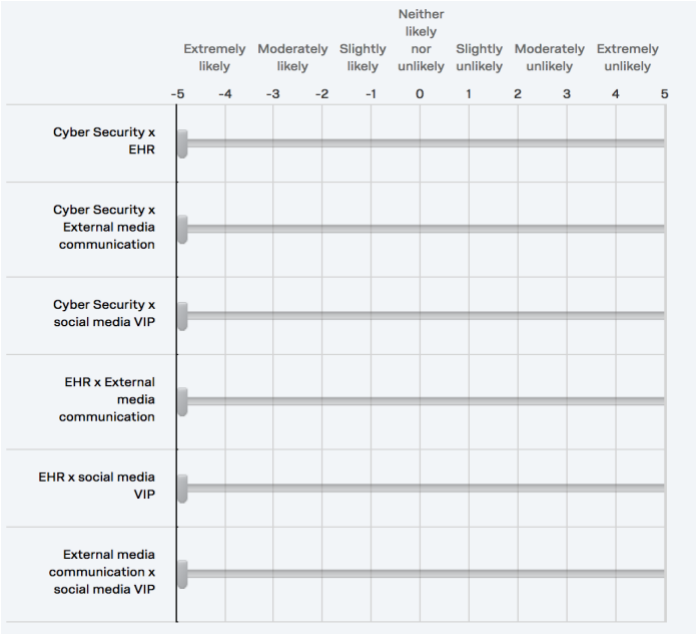 Neither
likely
Extremely Moderately Slightly nor Slightly Moderately Extremely
likely likely likely unlikely unlikely unlikely unlikely
-5 -4 -3 -2 -1 0 1 2 3 4 5
Cyber Security x
EHR
Cyber Security x
External media
communication
Cyber Security x
social media VIP
EHR x External
media
communication
EHR x social media
VIP
External media
communication x
social media VIP